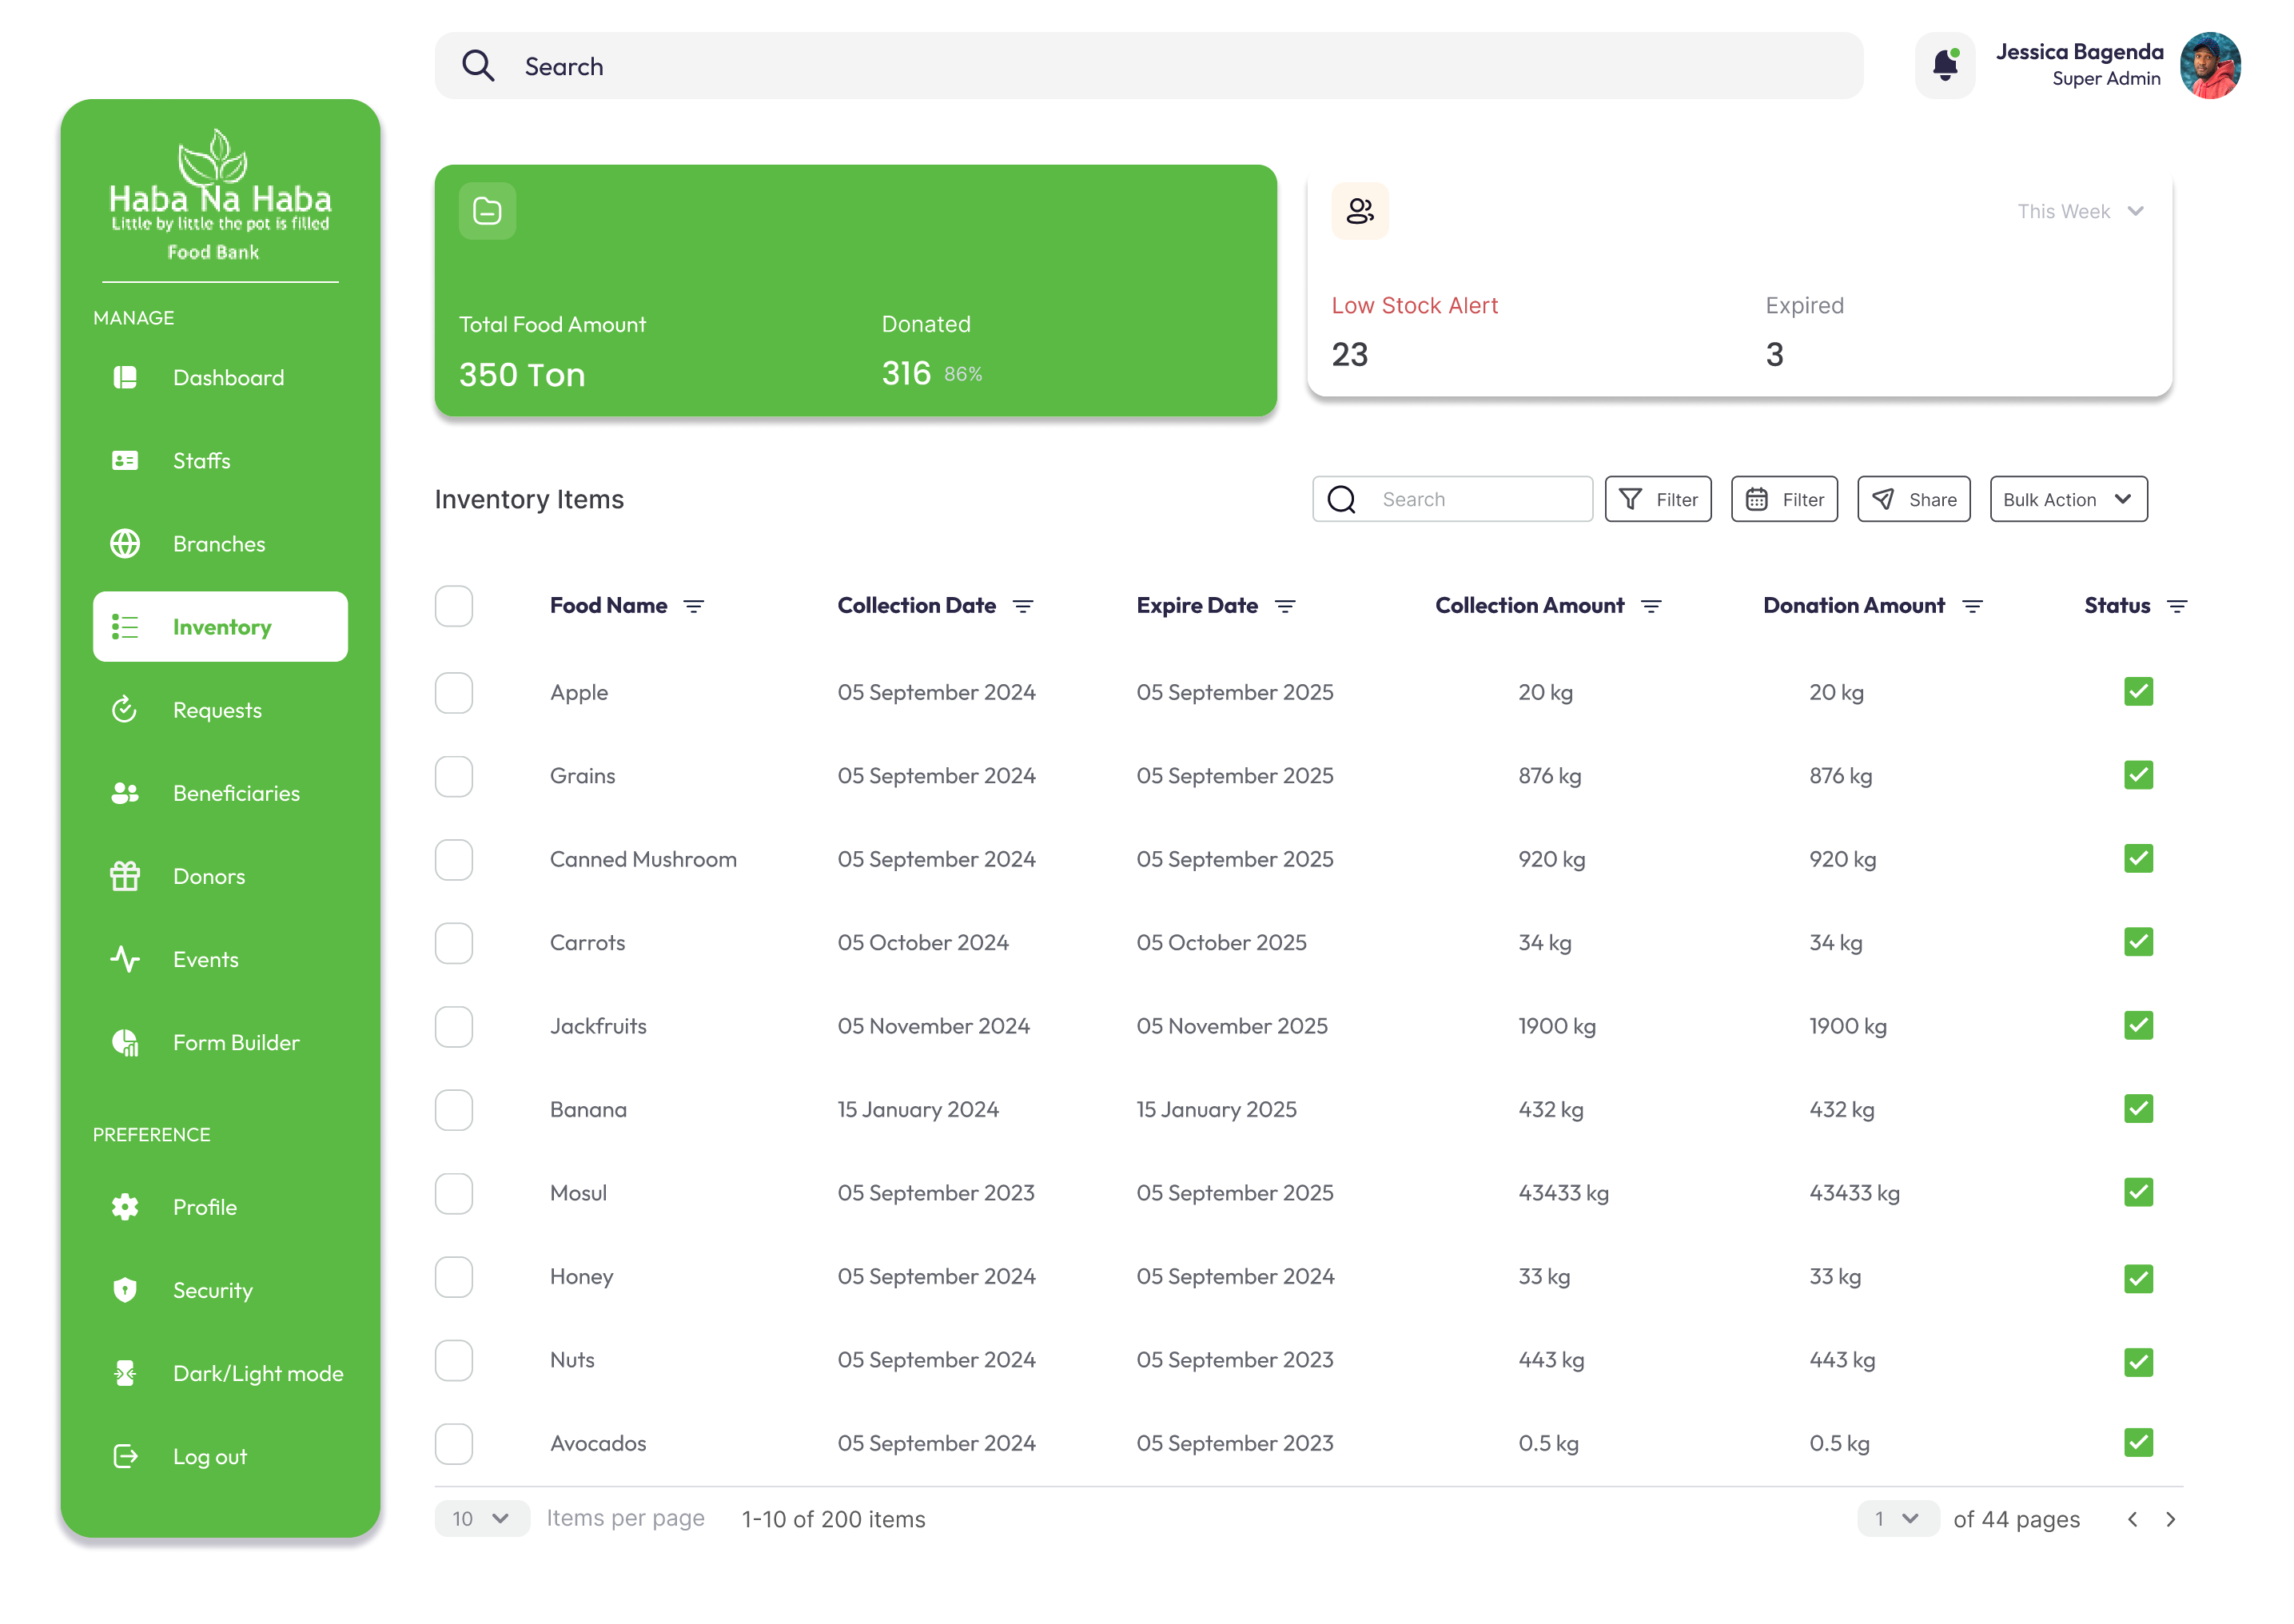 Search
Jessica Bagenda
Super Admin
Haba Na Haba
Little by little the pot is filled
Food Bank
MANAGE
Dashboard
Staffs
Branches
Inventory
Requests
Beneficiaries
Donors
Events
Form Builder
PREFERENCE
Profile
Security
Dark/Light mode
Log out
Total Food Amount
350 Ton
Donated
316 86%
This Week
Low Stock Alert
23
Expired
3
Inventory Items
Search
Filter
Filter
Share
Bulk Action
Food Name Collection Date Expire Date Collection Amount Donation Amount Status
Apple 05 September 2024 05 September 2025 20 kg 20 kg
Grains 05 September 2024 05 September 2025 876 kg 876 kg
Canned Mushroom 05 September 2024 05 September 2025 920 kg 920 kg
Carrots 05 October 2024 05 October 2025 34 kg 34 kg
Jackfruits 05 November 2024 05 November 2025 1900 kg 1900 kg
Banana 15 January 2024 15 January 2025 432 kg 432 kg
Mosul 05 September 2023 05 September 2025 43433 kg 43433 kg
Honey 05 September 2024 05 September 2024 33 kg 33 kg
Nuts 05 September 2024 05 September 2023 443 kg 443 kg
Avocados 05 September 2024 05 September 2023 0.5 kg 0.5 kg
10 Items per page 1-10 of 200 items 1 of 44 pages